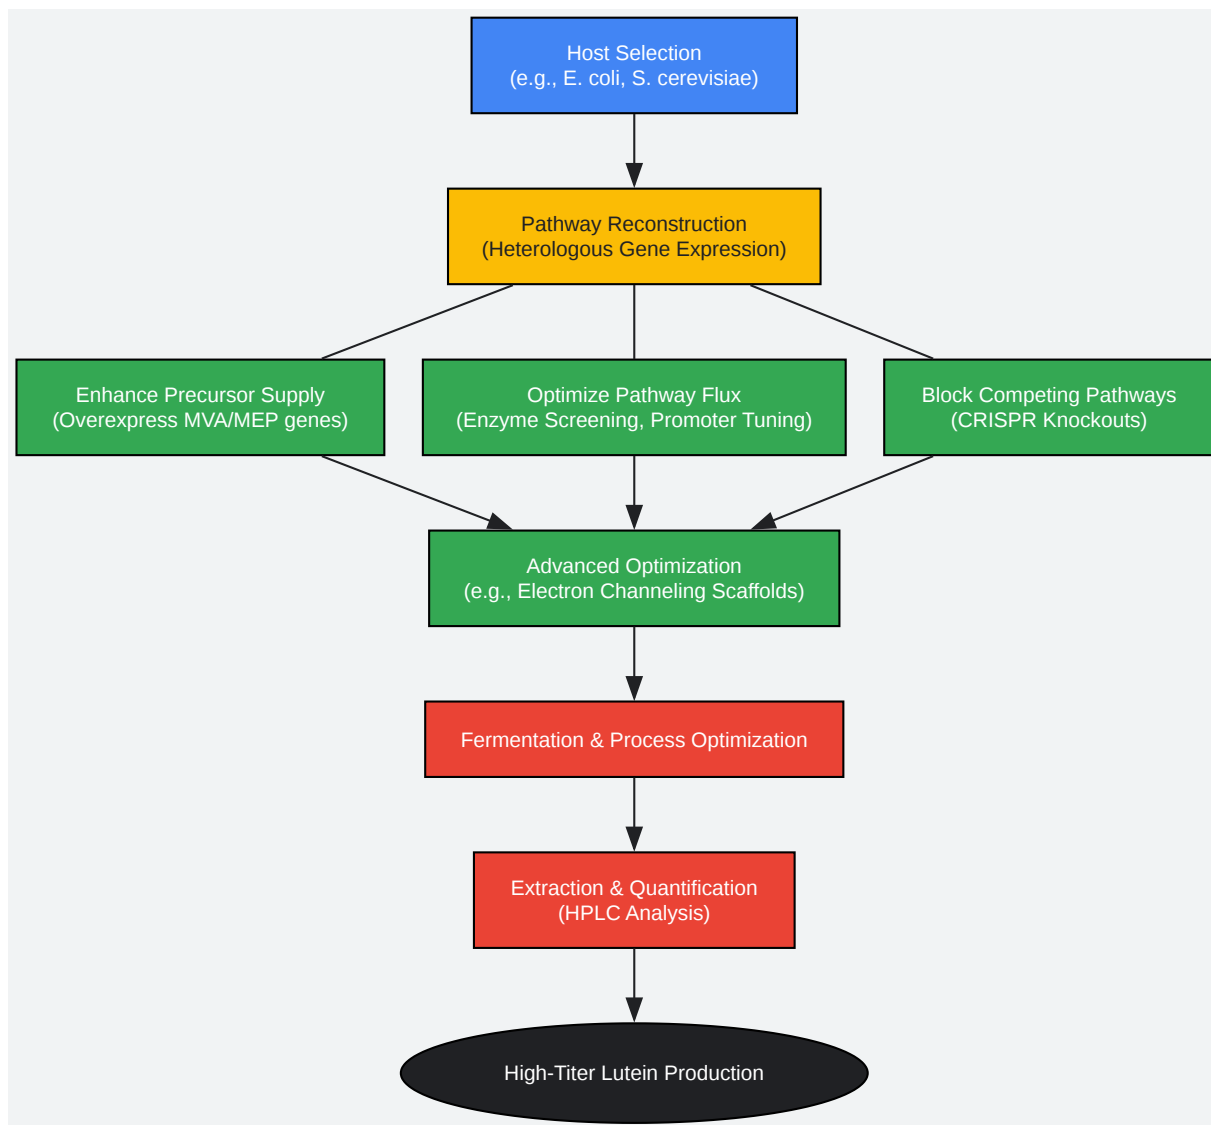 Host Selection
(e.g., E. coli, S. cerevisiae)
Pathway Reconstruction
(Heterologous Gene Expression)
Enhance Precursor Supply
(Overexpress MVA/MEP genes)
Optimize Pathway Flux
(Enzyme Screening, Promoter Tuning)
Block Competing Pathways
(CRISPR Knockouts)
Advanced Optimization
(e.g., Electron Channeling Scaffolds)
Fermentation & Process Optimization
Extraction & Quantification
(HPLC Analysis)
High-Titer Lutein Production